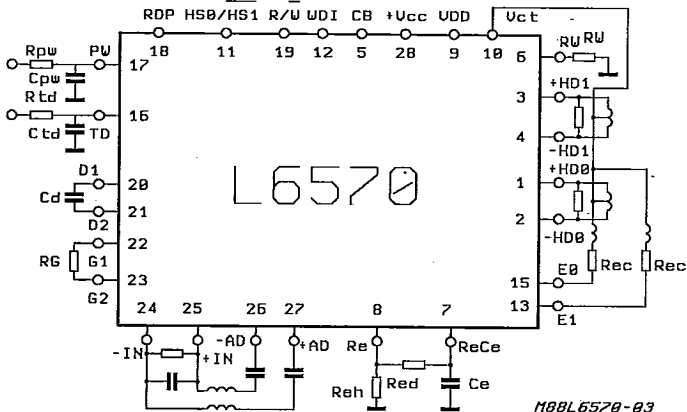 RDP HS0/HS1 R/W WDI CB +Vcc VDD Vct
18 11 19 12 5 28 9 10
Rpw PW 17
Cpw
Rtd
Ctd TD 16
D1 20
Cd
D2 21
RG G1 22
G2 23
L6570
6 RW RW
3 +HD1
4 -HD1
1 +HD0
2 -HD0
15 E0 Rec Rec
13 E1
24 25 26 27 8 7
-IN +IN -AD +AD Re ReCe
Reh Red Ce
M88L6570-03